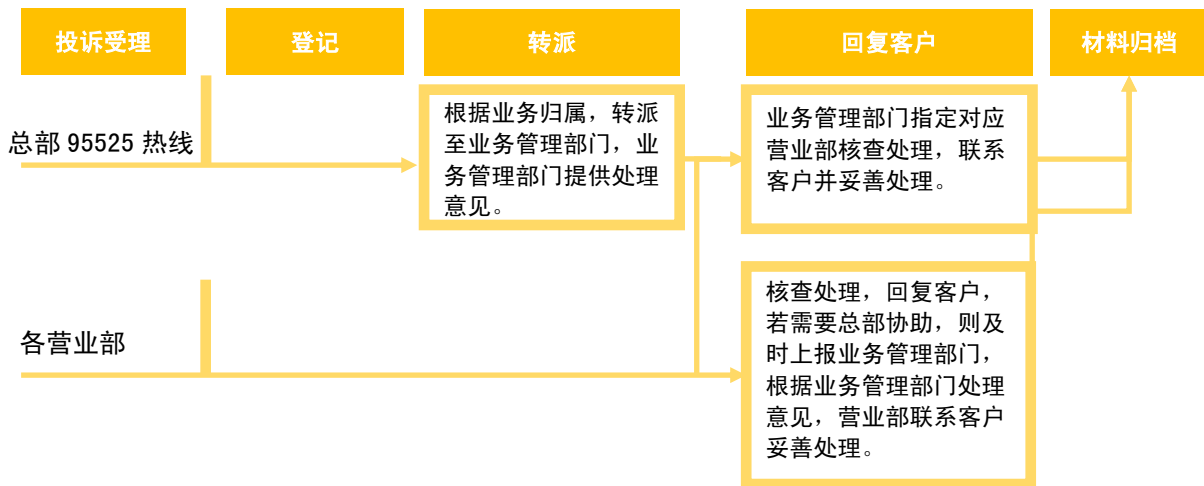 投诉受理
登记
转派
回复客户
材料归档
总部 95525 热线
根据业务归属，转派
至业务管理部门，业
务管理部门提供处理
意见。
业务管理部门指定对应
营业部核查处理，联系
客户并妥善处理。
各营业部
核查处理，回复客户，
若需要总部协助，则及
时上报业务管理部门，
根据业务管理部门处理
意见，营业部联系客户
妥善处理。